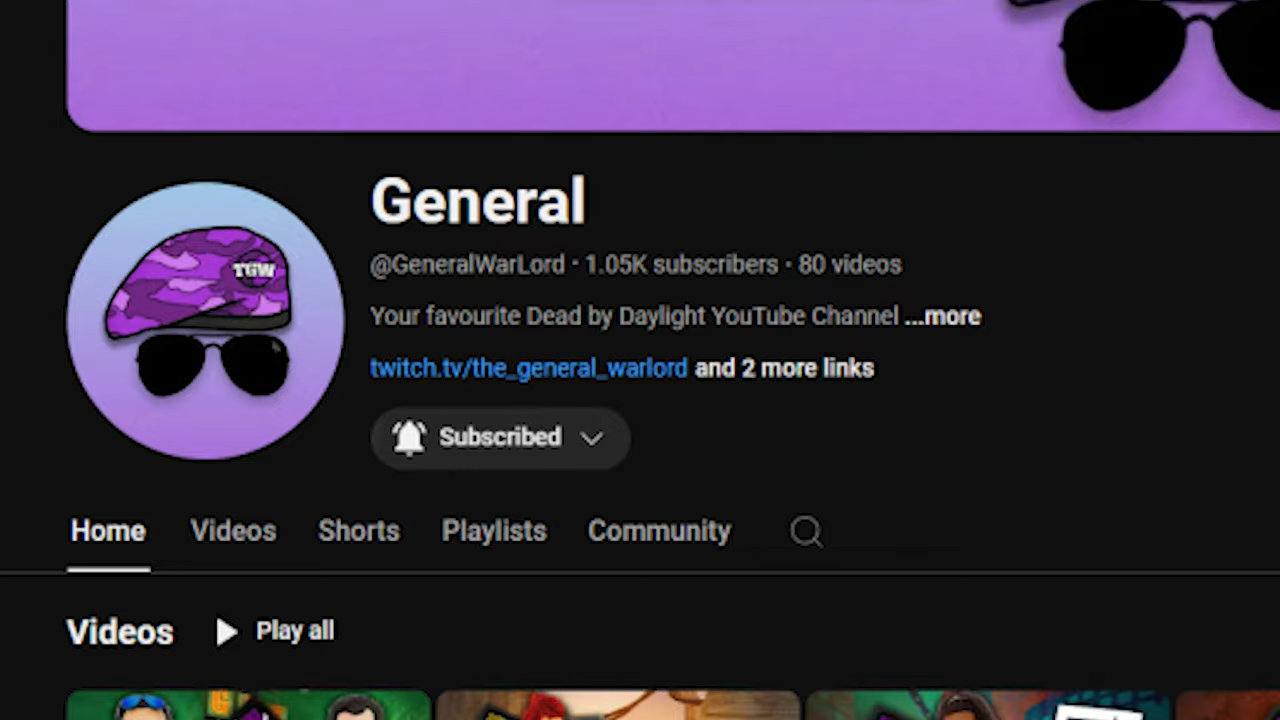 TGW
General
@GeneralWarLord · 1.05K subscribers · 80 videos
Your favourite Dead by Daylight YouTube Channel ...more
twitch.tv/the_general_warlord and 2 more links
Subscribed
Home Videos Shorts Playlists Community
Videos Play all